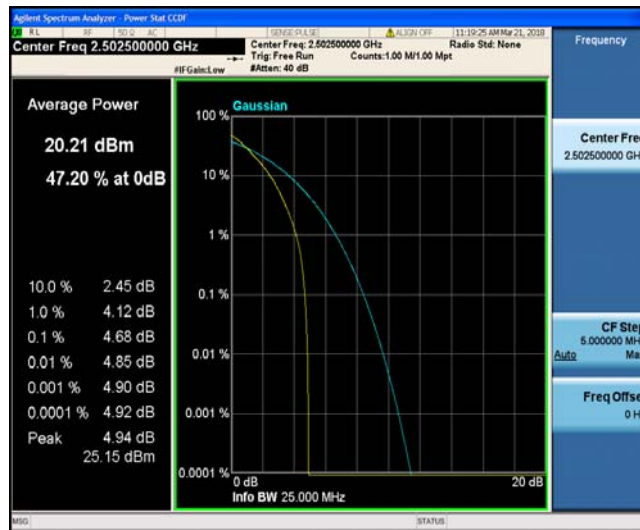 Agilent Spectrum Analyzer - Power Stat CCDF
RL RF 50 Ω AC SENSE:PULSE ALIGN OFF 11:19:25 AM Mar 21, 2018
Center Freq 2.502500000 GHz
Center Freq: 2.502500000 GHz Radio Std: None
Trig: Free Run Counts:1.00 M/1.00 Mpt
#IFGain:Low #Atten: 40 dB
Frequency
Average Power
20.21 dBm
47.20 % at 0dB
10.0 % 2.45 dB
1.0 % 4.12 dB
0.1 % 4.68 dB
0.01 % 4.85 dB
0.001 % 4.90 dB
0.0001 % 4.92 dB
Peak 4.94 dB
25.15 dBm
Gaussian
100 %
10 %
1 %
0.1 %
0.01 %
0.001 %
0.0001 %
0 dB 20 dB
Info BW 25.000 MHz
Center Fre
2.502500000 GH
CF Step
5.000000 MH
Auto Ma
Freq Offse
0 H
MSG STATUS